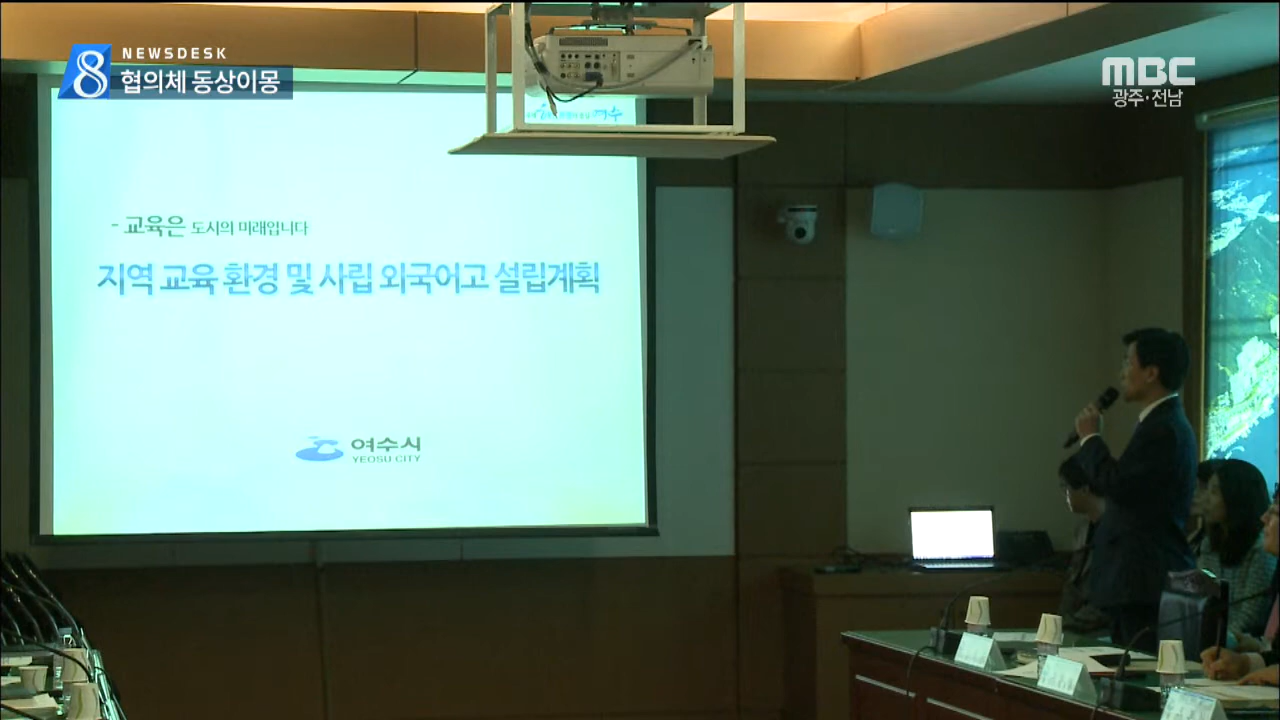 NEWSDESK
8 협의체 동상이몽
MBC
광주·전남
여수
- 교육은 도시의 미래입니다
지역 교육 환경 및 사립 외국어고 설립계획
여수시
YEOSU CITY